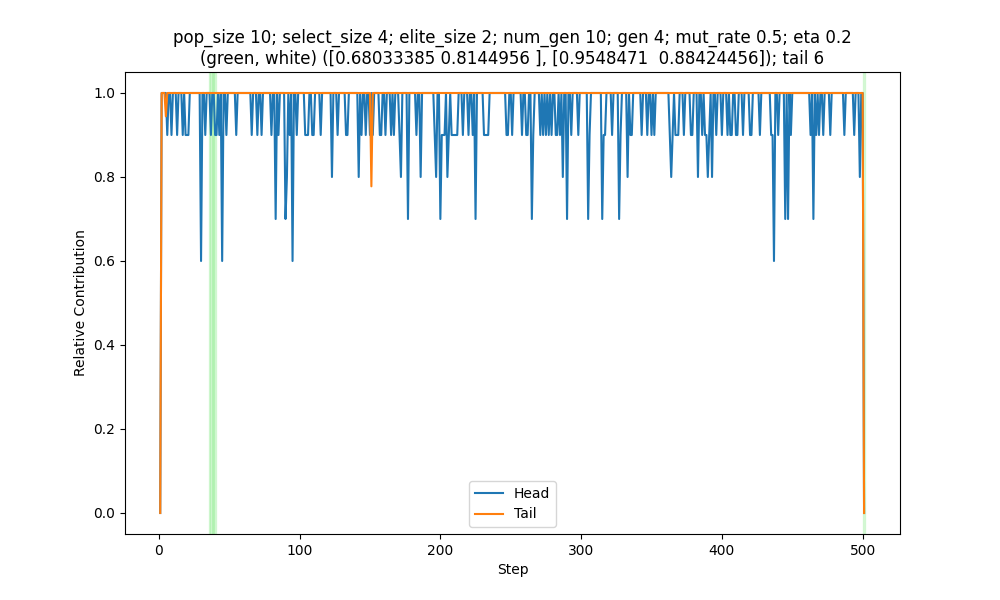 pop_size 10; select_size 4; elite_size 2; num_gen 10; gen 4; mut_rate 0.5; eta 0.2
(green, white) ([0.68033385 0.8144956 ], [0.9548471  0.88424456]); tail 6
1.0
0.8
0.6
0.4
0.2
0.0
Relative Contribution
Head
Tail
0
100
200
300
400
500
Step